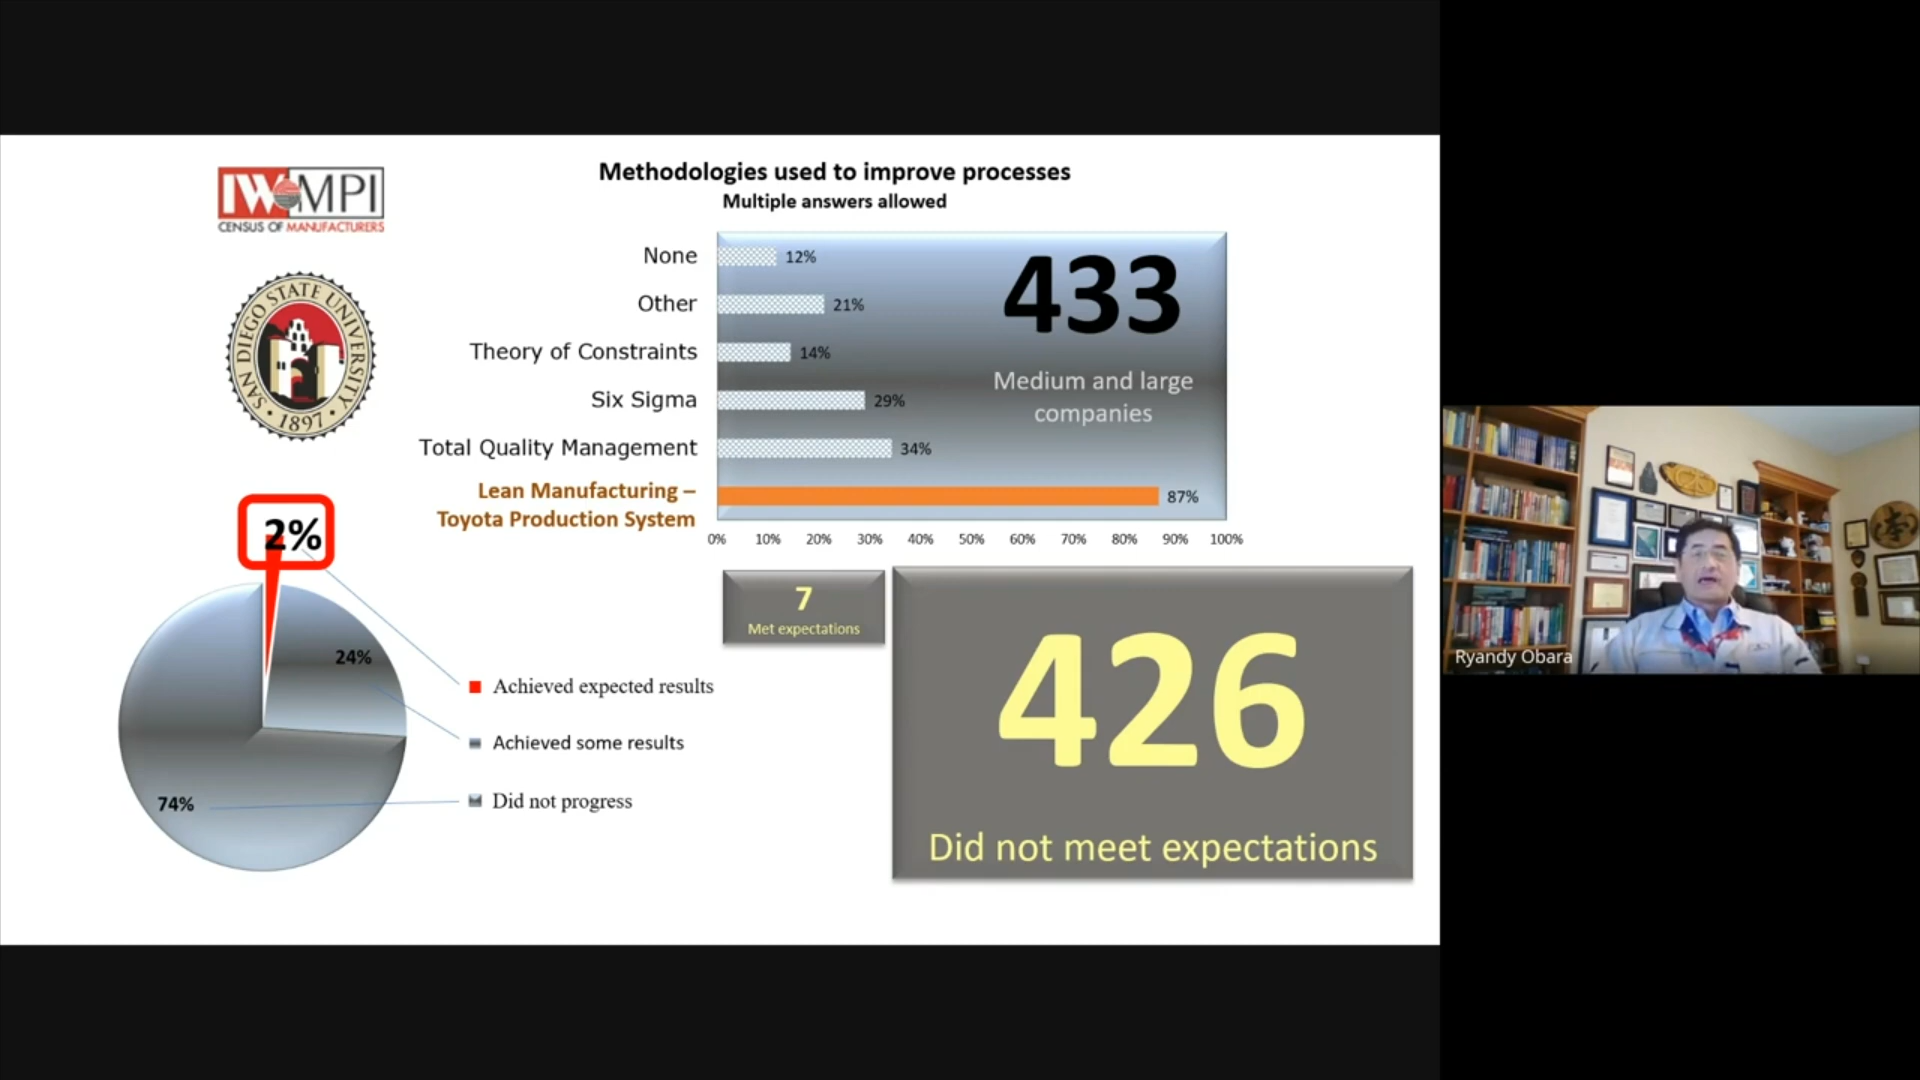 IW MPI
CENSUS OF MANUFACTURERS
SAN DIEGO STATE UNIVERSITY
• 1897 •
Methodologies used to improve processes
Multiple answers allowed
None 12%
Other 21%
Theory of Constraints 14%
Six Sigma 29%
Total Quality Management 34%
Lean Manufacturing –
Toyota Production System
87%
0% 10% 20% 30% 40% 50% 60% 70% 80% 90% 100%
433
Medium and large
companies
2%
24%
74%
Achieved expected results
Achieved some results
Did not progress
7
Met expectations
426
Did not meet expectations
Ryandy Obara